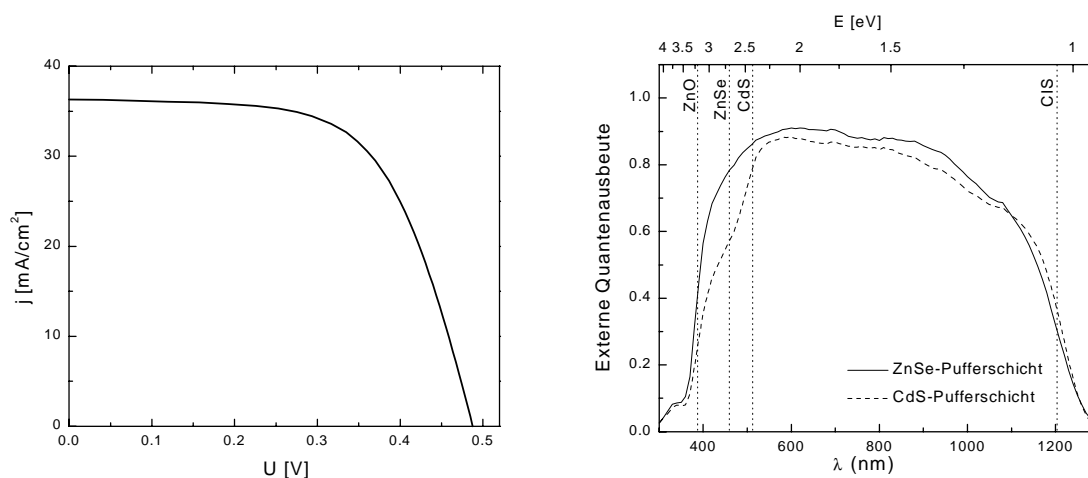 40
30
20
10
0
0.0 0.1 0.2 0.3 0.4 0.5
j [mA/cm²]
U [V]
E [eV]
4 3.5 3 2.5 2 1.5 1
1.0
0.8
0.6
0.4
0.2
0.0
Externe Quantenausbeute
ZnO
ZnSe
CdS
CIS
ZnSe-Pufferschicht
CdS-Pufferschicht
400 600 800 1000 1200
λ (nm)